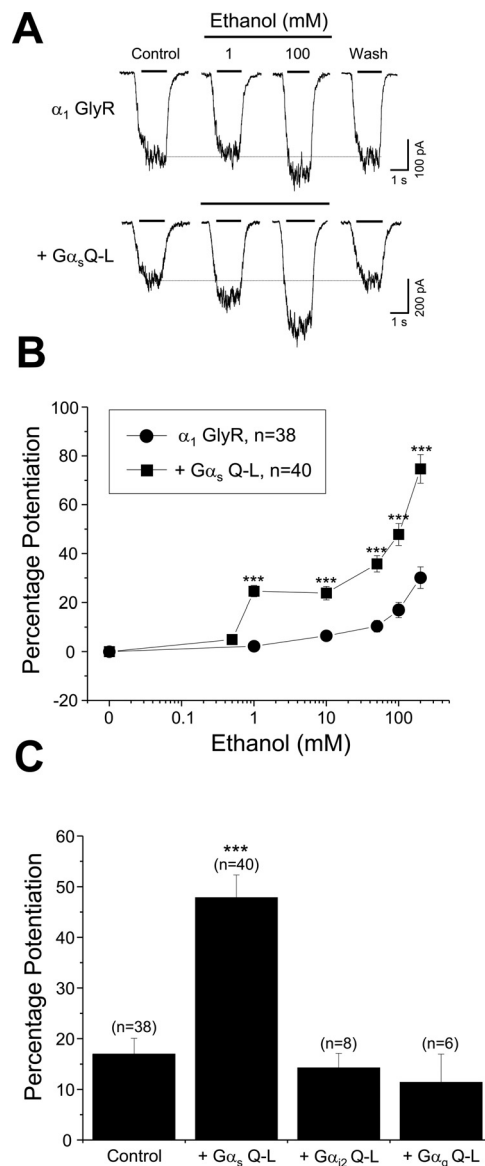 A
Ethanol (mM)
Control 1 100 Wash
α1 GlyR
100 pA
1 s
+ GαsQ-L
200 pA
1 s
B
100
80
60
40
20
0
-20
Percentage Potentiation
α1 GlyR, n=38
+ Gαs Q-L, n=40
***
***
***
***
***
0 0.1 1 10 100
Ethanol (mM)
C
60
50
40
30
20
10
0
Percentage Potentiation
***
(n=40)
(n=38)
(n=8)
(n=6)
Control + Gαs Q-L + Gαi2 Q-L + Gαq Q-L